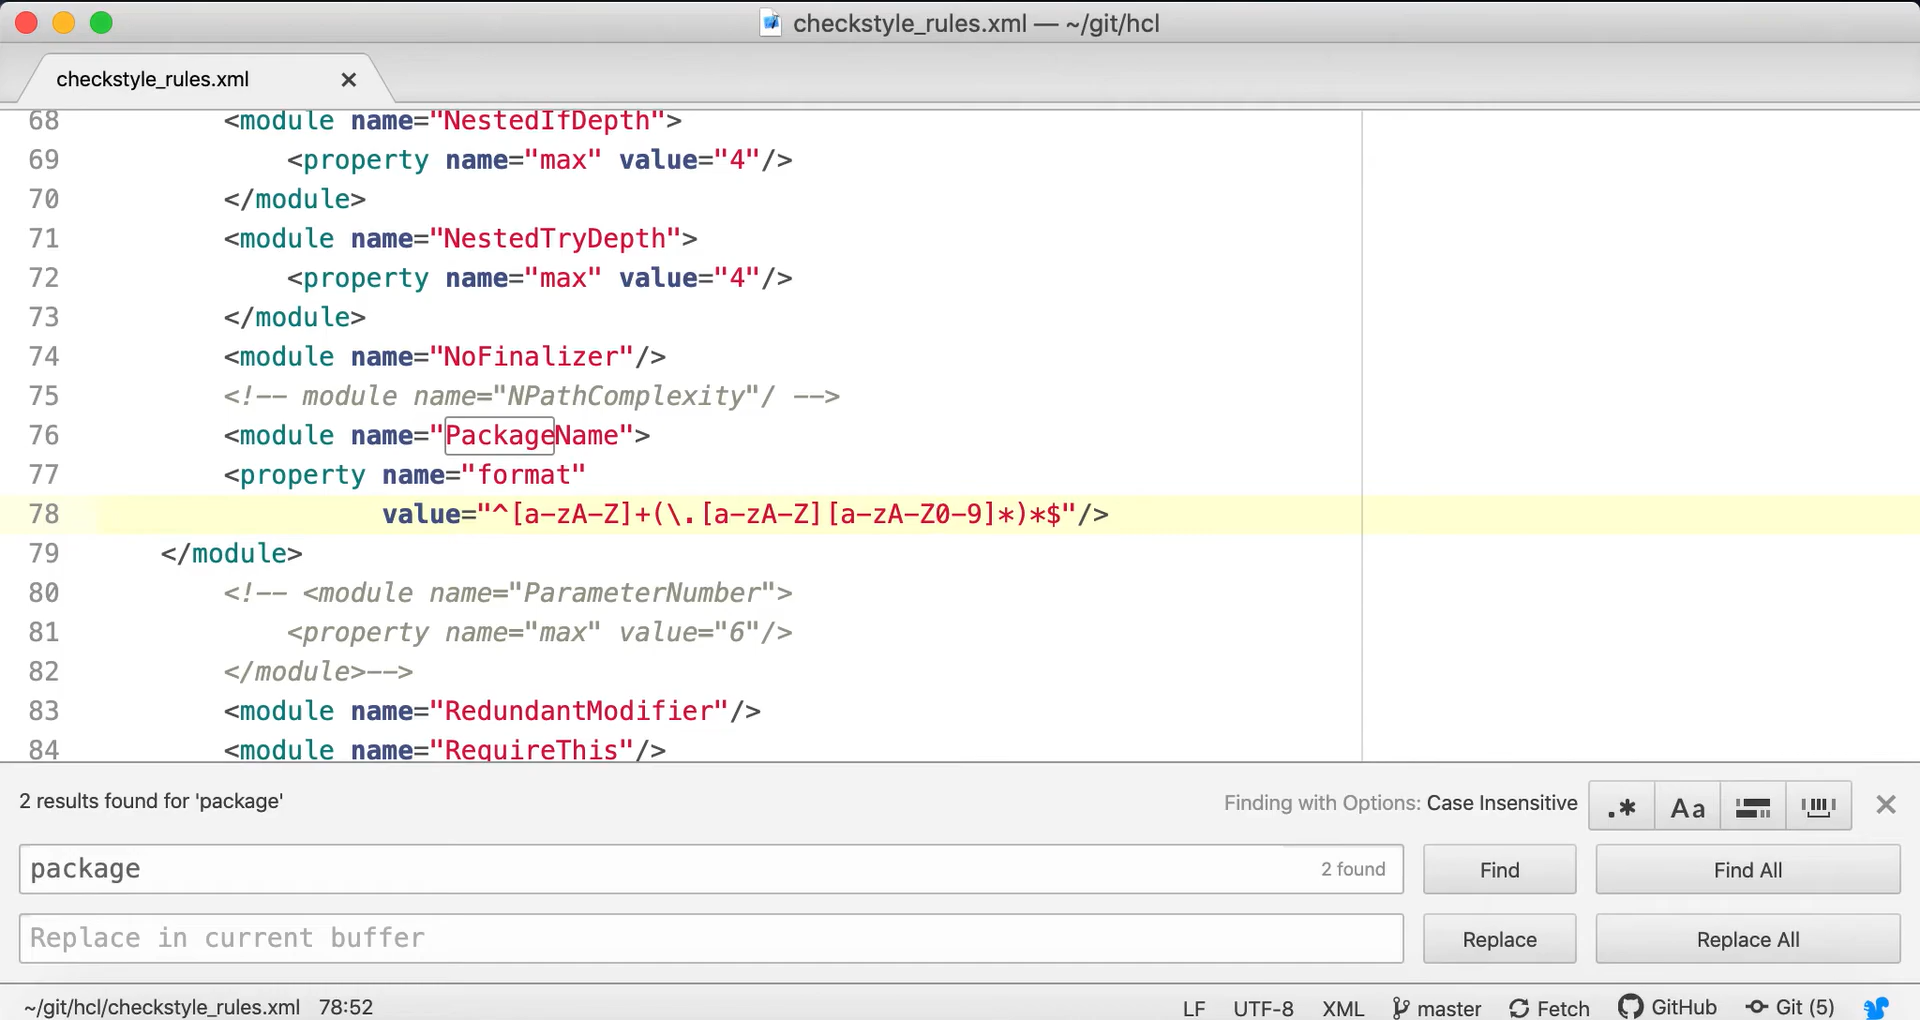 checkstyle_rules.xml — ~/git/hcl
checkstyle_rules.xml
68 <module name="NestedIfDepth">
69 <property name="max" value="4"/>
70 </module>
71 <module name="NestedTryDepth">
72 <property name="max" value="4"/>
73 </module>
74 <module name="NoFinalizer"/>
75 <!-- module name="NPathComplexity"/ -->
76 <module name="PackageName">
77 <property name="format"
78 value="^[a-zA-Z]+(\.[a-zA-Z][a-zA-Z0-9]*)*$"/>
79 </module>
80 <!-- <module name="ParameterNumber">
81 <property name="max" value="6"/>
82 </module>-->
83 <module name="RedundantModifier"/>
84 <module name="RequireThis"/>
2 results found for 'package'
Finding with Options: Case Insensitive
.* Aa
package
2 found
Find
Find All
Replace in current buffer
Replace
Replace All
~/git/hcl/checkstyle_rules.xml 78:52
LF UTF-8 XML master Fetch GitHub Git (5)